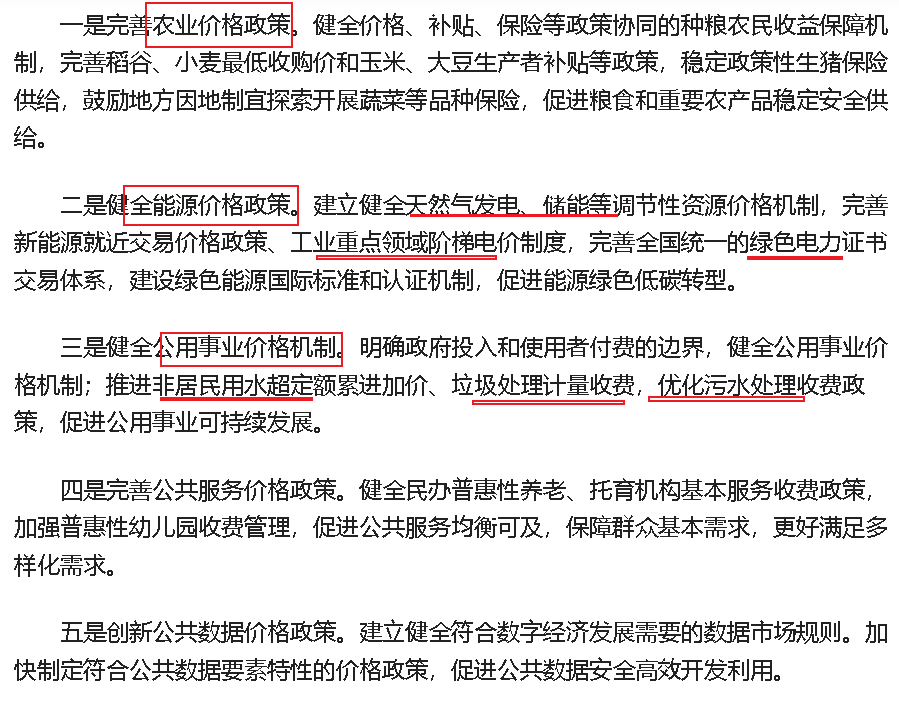 一是完善农业价格政策。健全价格、补贴、保险等政策协同的种粮农民收益保障机
制，完善稻谷、小麦最低收购价和玉米、大豆生产者补贴等政策，稳定政策性生猪保险
供给，鼓励地方因地制宜探索开展蔬菜等品种保险，促进粮食和重要农产品稳定安全供
给。
二是健全能源价格政策。建立健全天然气发电、储能等调节性资源价格机制，完善
新能源就近交易价格政策、工业重点领域阶梯电价制度，完善全国统一的绿色电力证书
交易体系，建设绿色能源国际标准和认证机制，促进能源绿色低碳转型。
三是健全公用事业价格机制。明确政府投入和使用者付费的边界，健全公用事业价
格机制；推进非居民用水超定额累进加价、垃圾处理计量收费，优化污水处理收费政
策，促进公用事业可持续发展。
四是完善公共服务价格政策。健全民办普惠性养老、托育机构基本服务收费政策，
加强普惠性幼儿园收费管理，促进公共服务均衡可及，保障群众基本需求，更好满足多
样化需求。
五是创新公共数据价格政策。建立健全符合数字经济发展需要的数据市场规则。加
快制定符合公共数据要素特性的价格政策，促进公共数据安全高效开发利用。